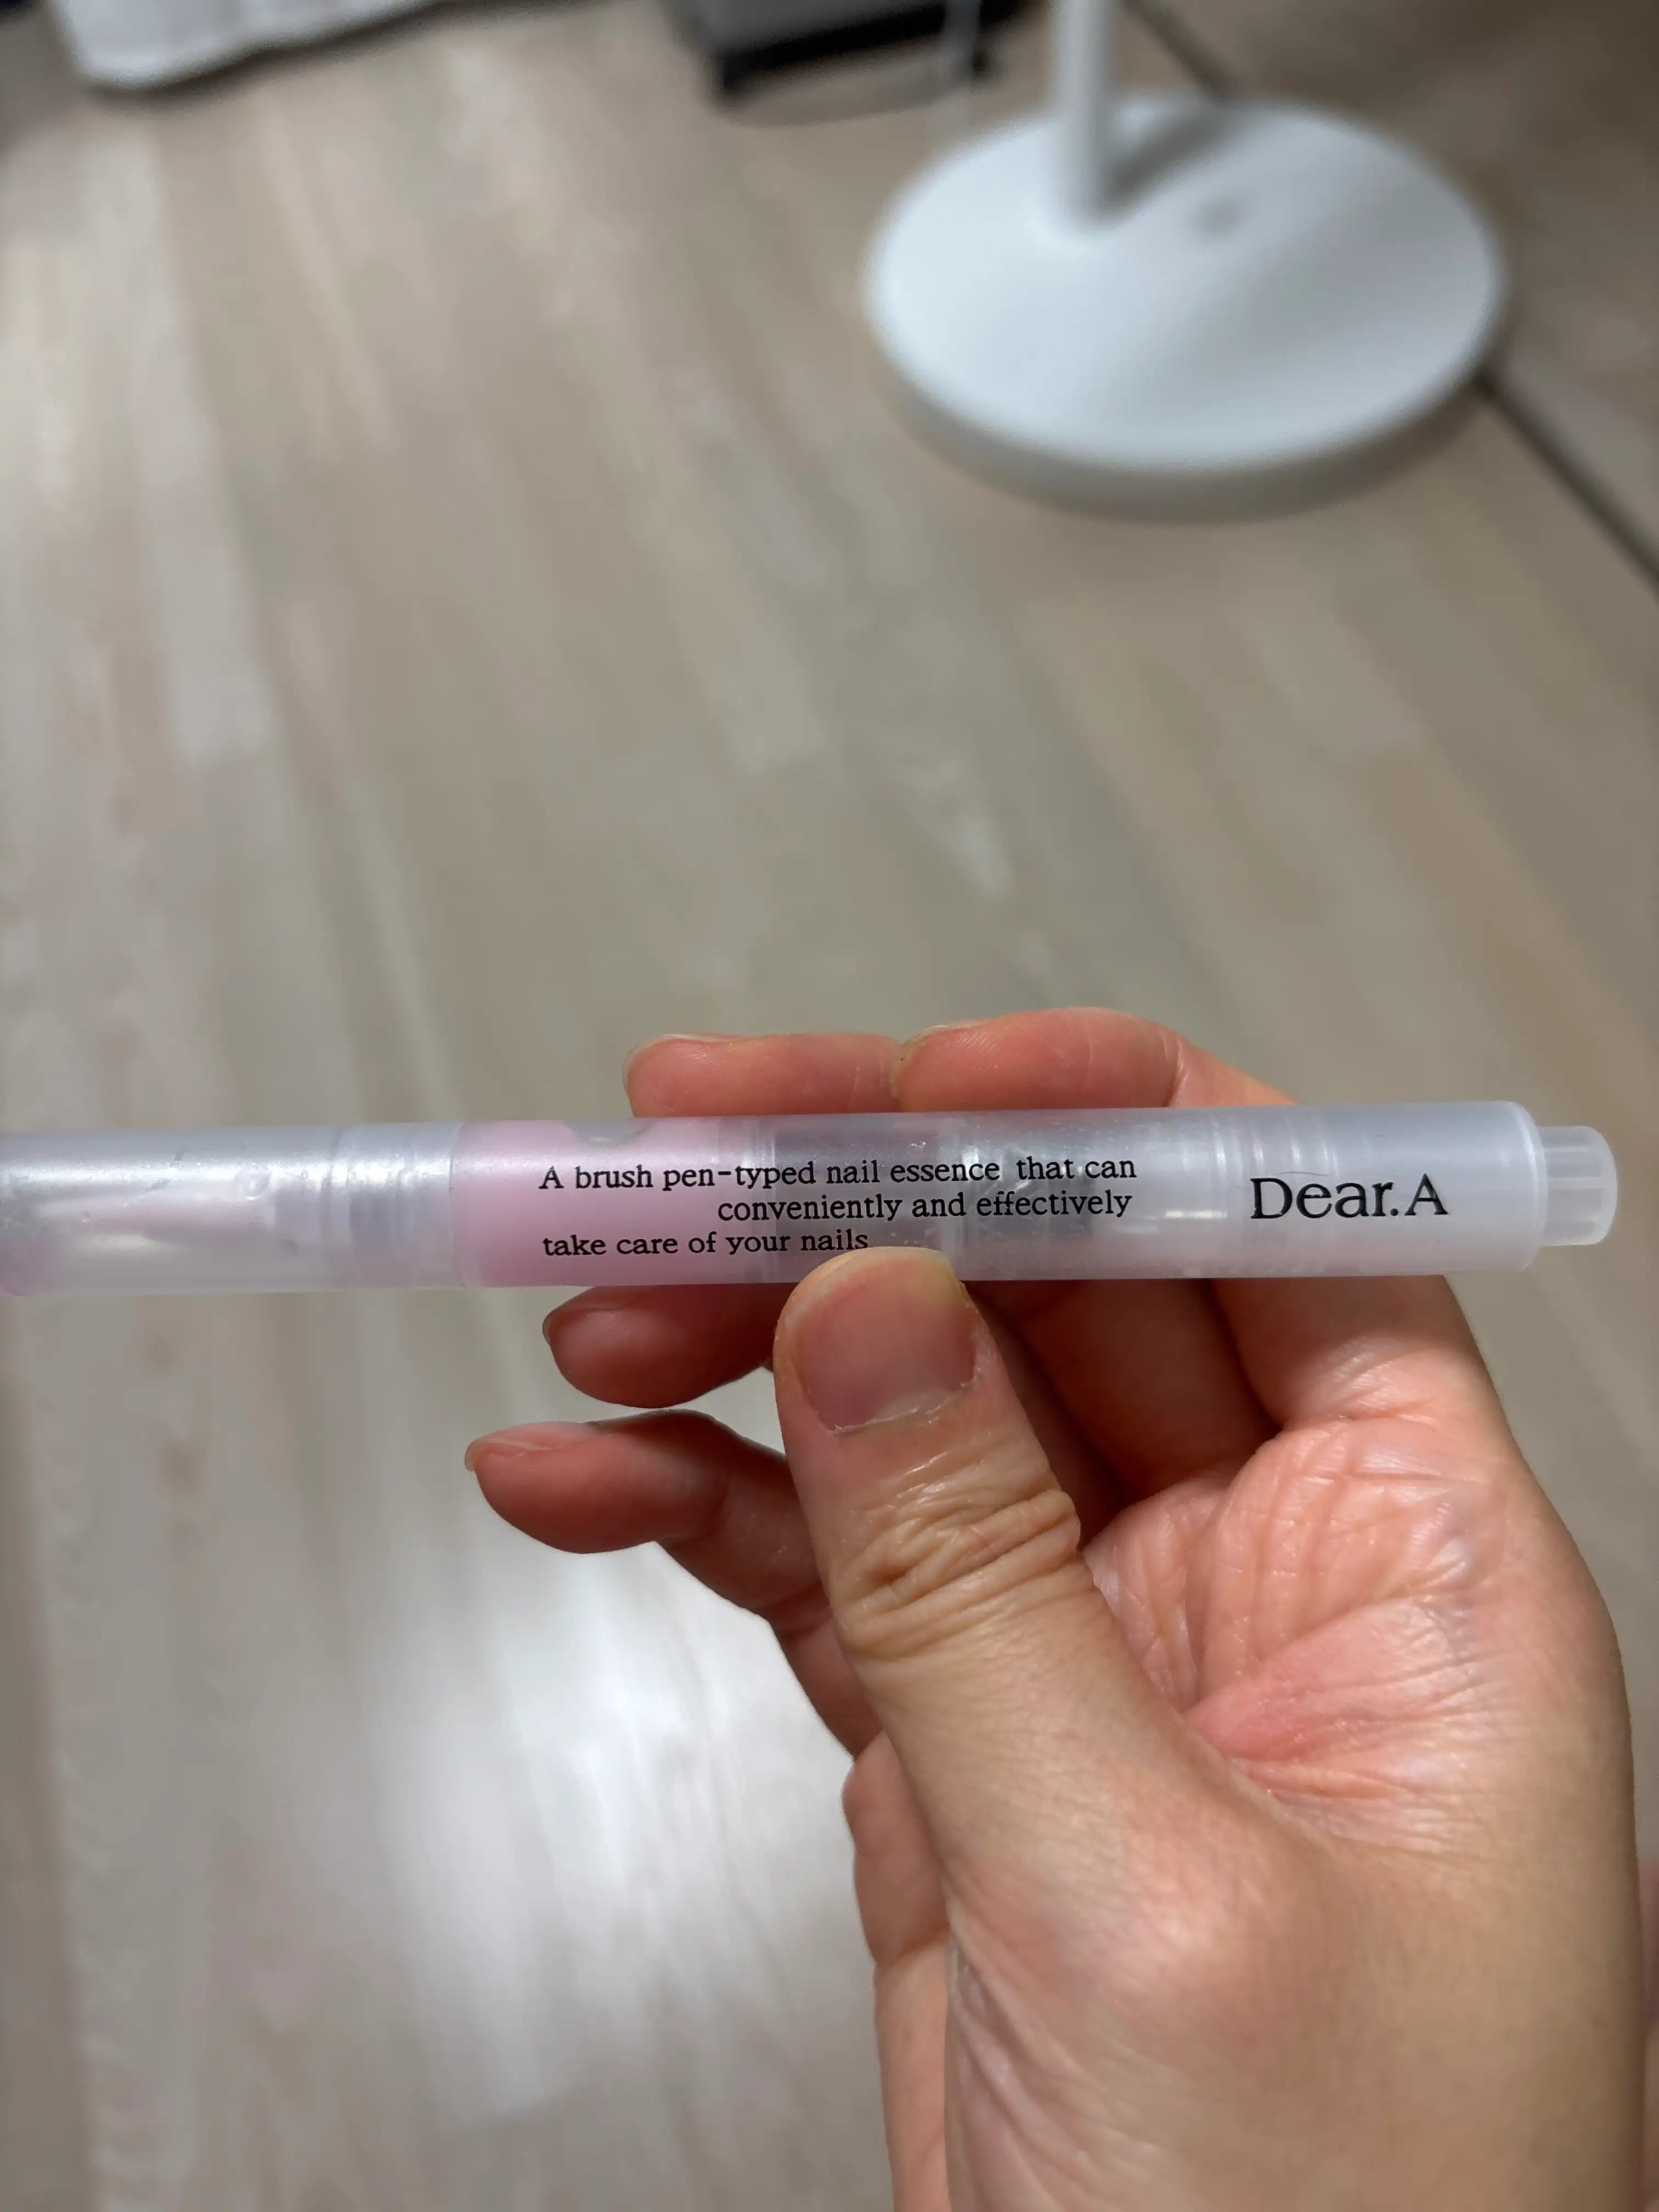 A brush pen-typed nail essence that can
conveniently and effectively
take care of your nails
Dear.A